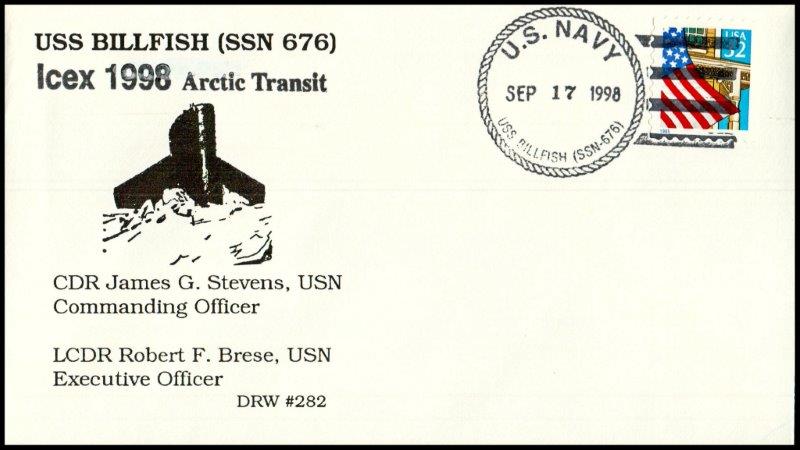 USS BILLFISH (SSN 676)
Icex 1998 Arctic Transit
CDR James G. Stevens, USN
Commanding Officer
LCDR Robert F. Brese, USN
Executive Officer
DRW #282
U.S. NAVY
SEP 17 1998
USS BILLFISH (SSN-676)
USA
32